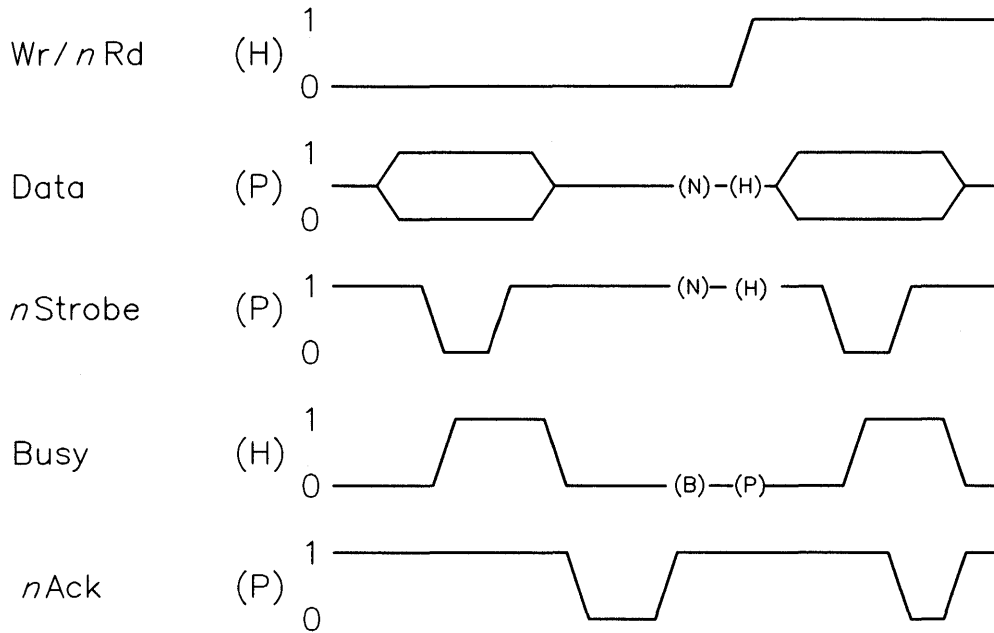 1
Wr/nRd (H)
0
1
Data (P) (N) (H)
0
1 (N) (H)
nStrobe (P)
0
1
Busy (H)
0 (B) (P)
1
nAck (P)
0